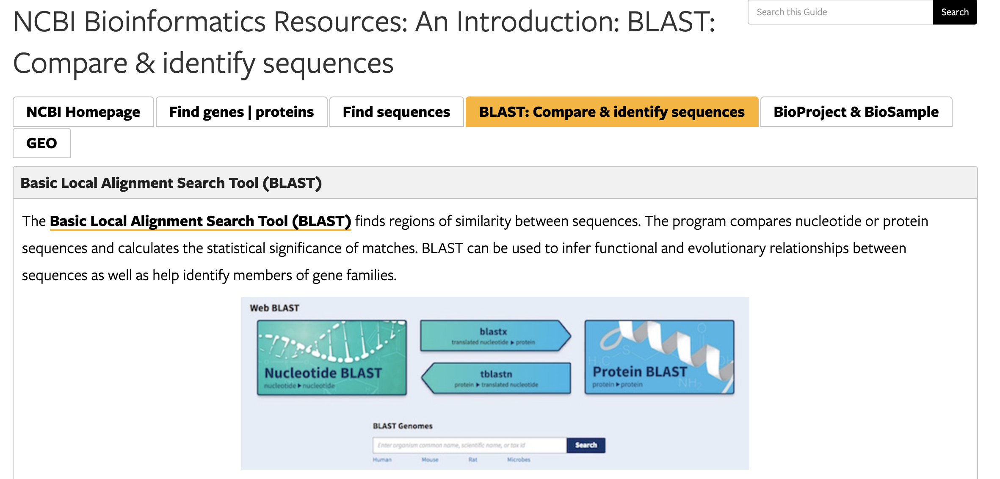 NCBI Bioinformatics Resources: An Introduction: BLAST:
Compare & identify sequences
Search this Guide
Search
NCBI Homepage
Find genes | proteins
Find sequences
BLAST: Compare & identify sequences
BioProject & BioSample
GEO
Basic Local Alignment Search Tool (BLAST)
The Basic Local Alignment Search Tool (BLAST) finds regions of similarity between sequences. The program compares nucleotide or protein
sequences and calculates the statistical significance of matches. BLAST can be used to infer functional and evolutionary relationships between
sequences as well as help identify members of gene families.
Web BLAST
Nucleotide BLAST
nucleotide ▶ nucleotide
blastx
translated nucleotide ▶ protein
tblastn
protein ▶ translated nucleotide
Protein BLAST
protein ▶ protein
H₃C
S
O
OH
NH₂
BLAST Genomes
Enter organism common name, scientific name, or tax id
Search
Human
Mouse
Rat
Microbes